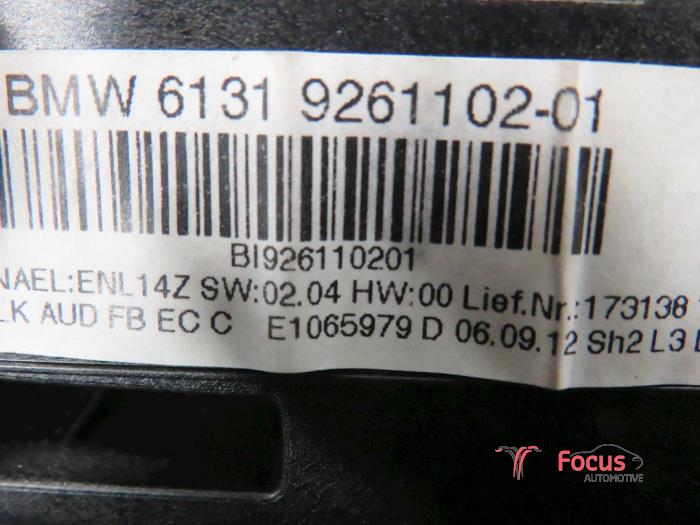 BMW 6131 9261102-01
BI926110201
NAEL:ENL14Z SW:02.04 HW:00 Lief.Nr.:173138
LK AUD FB EC C E1065979 D 06.09.12 Sh2 L3
Focus
AUTOMOTIVE